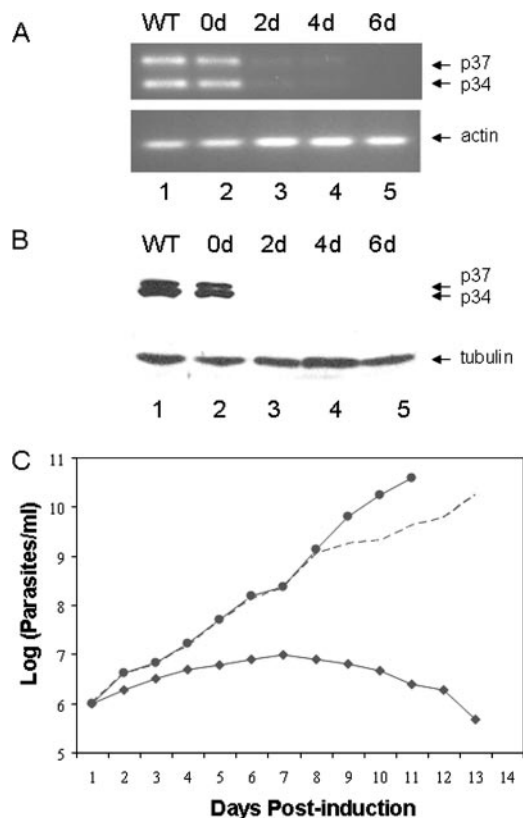 A
WT 0d 2d 4d 6d
p37
p34
actin
1 2 3 4 5
B
WT 0d 2d 4d 6d
p37
p34
tubulin
1 2 3 4 5
C
11
10
9
8
7
6
5
Log (Parasites/ml)
1 2 3 4 5 6 7 8 9 10 11 12 13 14
Days Post-induction